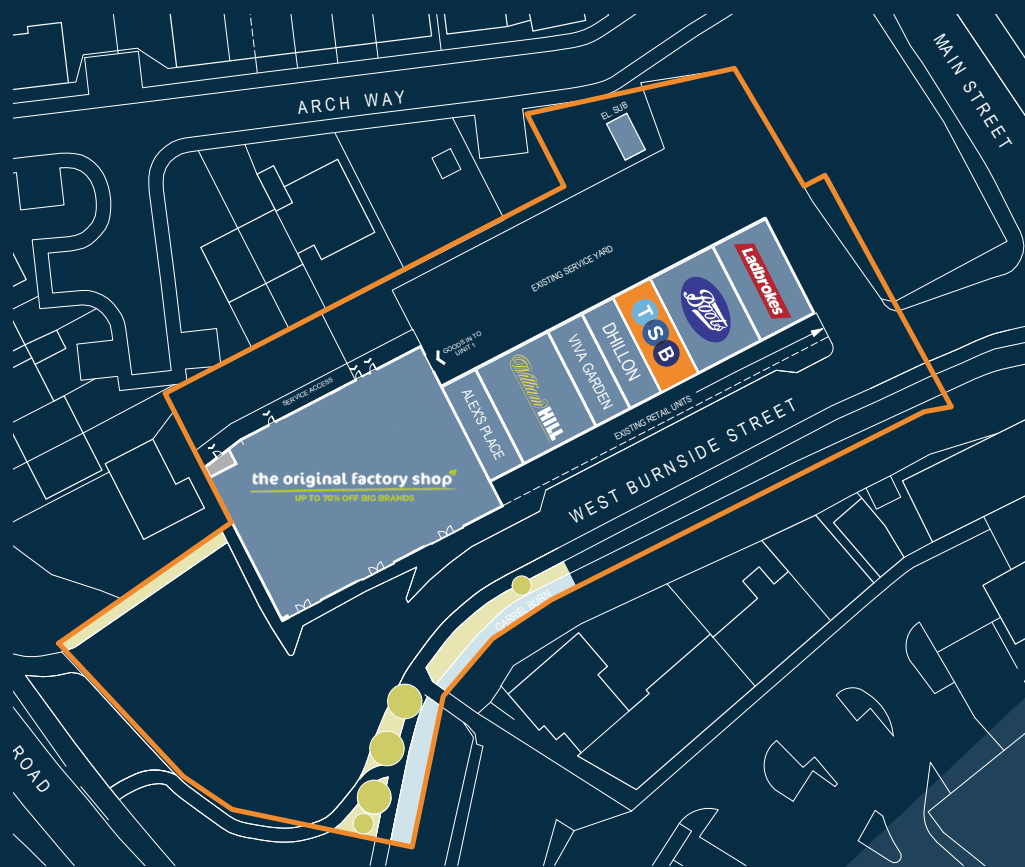 ARCH WAY
MAIN STREET
EL. SUB
EXISTING SERVICE YARD
GOODS IN TO
UNIT 1
SERVICE ACCESS
Ladbrokes
Boots
TSB
DHILLON
VIVA GARDEN
William
HILL
ALEX'S PLACE
EXISTING RETAIL UNITS
WEST BURNSIDE STREET
the original factory shop
UP TO 70% OFF BIG BRANDS
GARREL BURN
ROAD